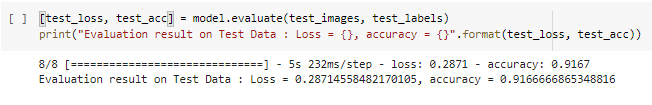 [ ] [test_loss, test_acc] = model.evaluate(test_images, test_labels)
print("Evaluation result on Test Data : Loss = {}, accuracy = {}".format(test_loss, test_acc))
8/8 [==============================] - 5s 232ms/step - loss: 0.2871 - accuracy: 0.9167
Evaluation result on Test Data : Loss = 0.28714558482170105, accuracy = 0.9166666865348816